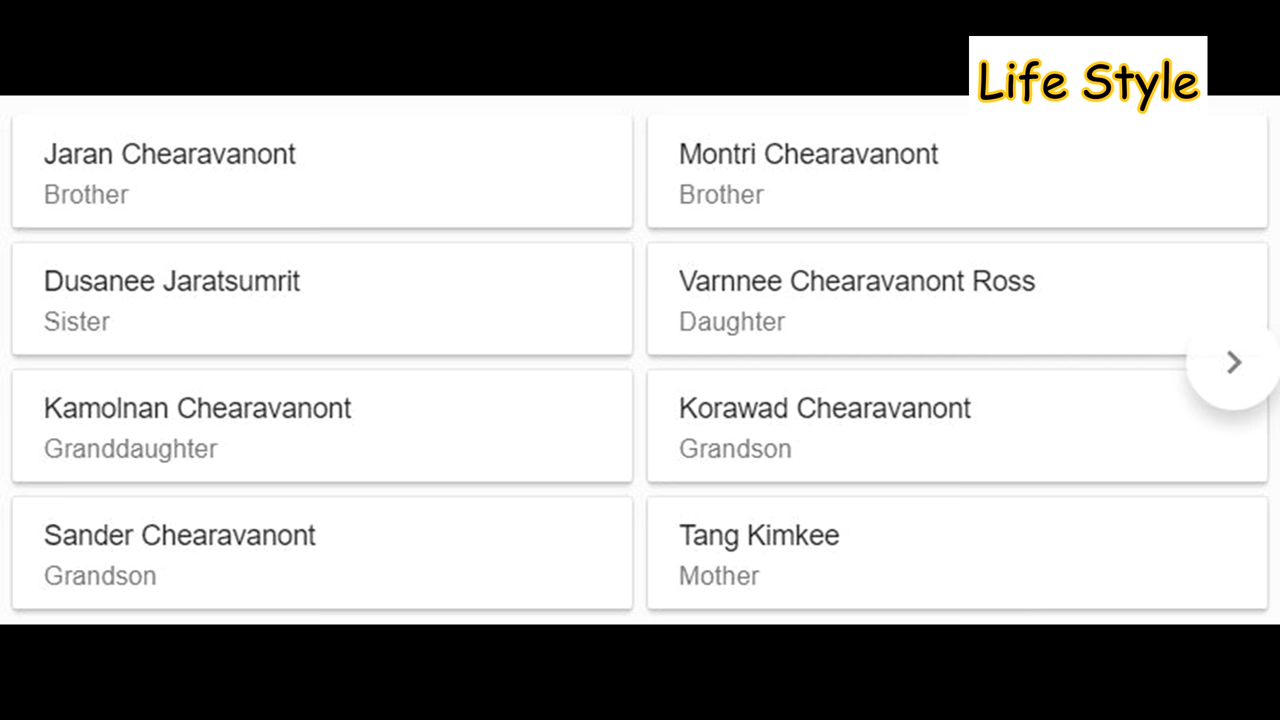 Life Style
Jaran Chearavanont
Brother
Montri Chearavanont
Brother
Dusanee Jaratsumrit
Sister
Varnnee Chearavanont Ross
Daughter
Kamolnan Chearavanont
Granddaughter
Korawad Chearavanont
Grandson
Sander Chearavanont
Grandson
Tang Kimkee
Mother